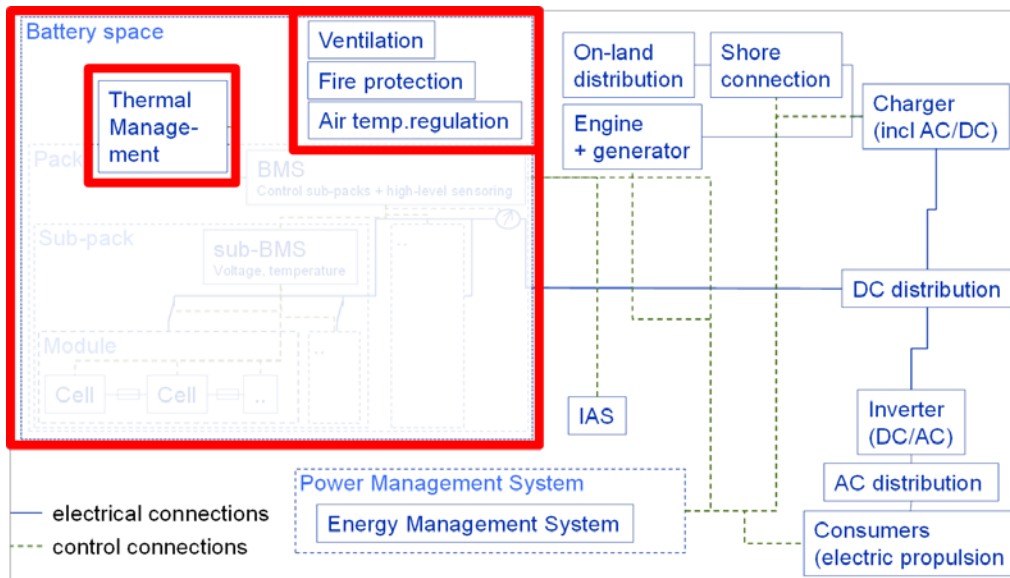 Battery space
Ventilation
Fire protection
Air temp.regulation
Thermal
Manage-
ment
On-land
distribution
Shore
connection
Engine
+ generator
Charger
(incl AC/DC)
Pack
BMS
Control sub-packs + high-level sensoring
Sub-pack
..
sub-BMS
Voltage, temperature
DC distribution
Module
..
Cell
Cell
..
IAS
Inverter
(DC/AC)
Power Management System
Energy Management System
AC distribution
Consumers
(electric propulsion
electrical connections
control connections